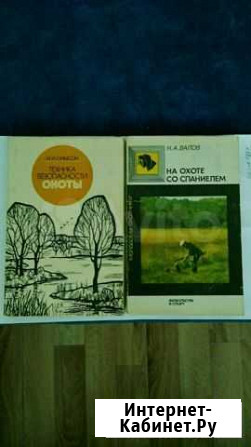 ТЕХНИКА
БЕЗОПАСНОСТИ
ОХОТЫ
Н.А.ВАЛОВ
НА ОХОТЕ
СО СПАНИЕЛЕМ
ФИЗКУЛЬТУРА
И СПОРТ
Интернет-
Кабинет.Ру